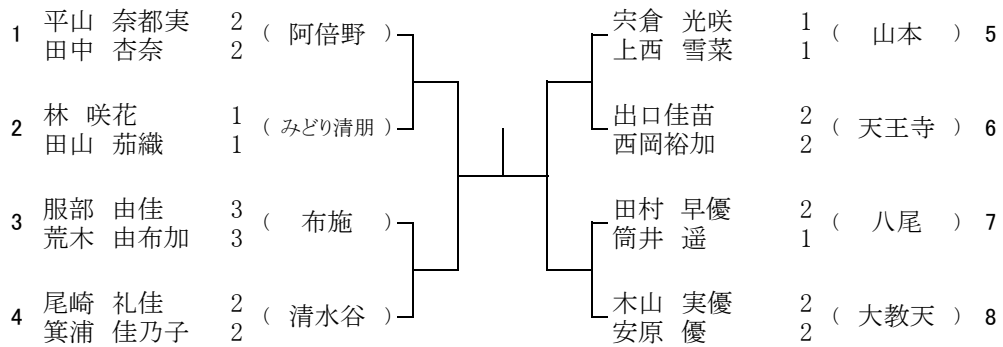 1 平山 奈都実 2 ( 阿倍野 )
田中 杏奈 2
2 林 咲花 1 ( みどり清朋 )
田山 茄織 1
3 服部 由佳 3 ( 布施 )
荒木 由布加 3
4 尾崎 礼佳 2 ( 清水谷 )
箕浦 佳乃子 2
宍倉 光咲 1 ( 山本 ) 5
上西 雪菜 1
出口佳苗 2 ( 天王寺 ) 6
西岡裕加 2
田村 早優 2 ( 八尾 ) 7
筒井 遥 1
木山 実優 2 ( 大教天 ) 8
安原 優 2